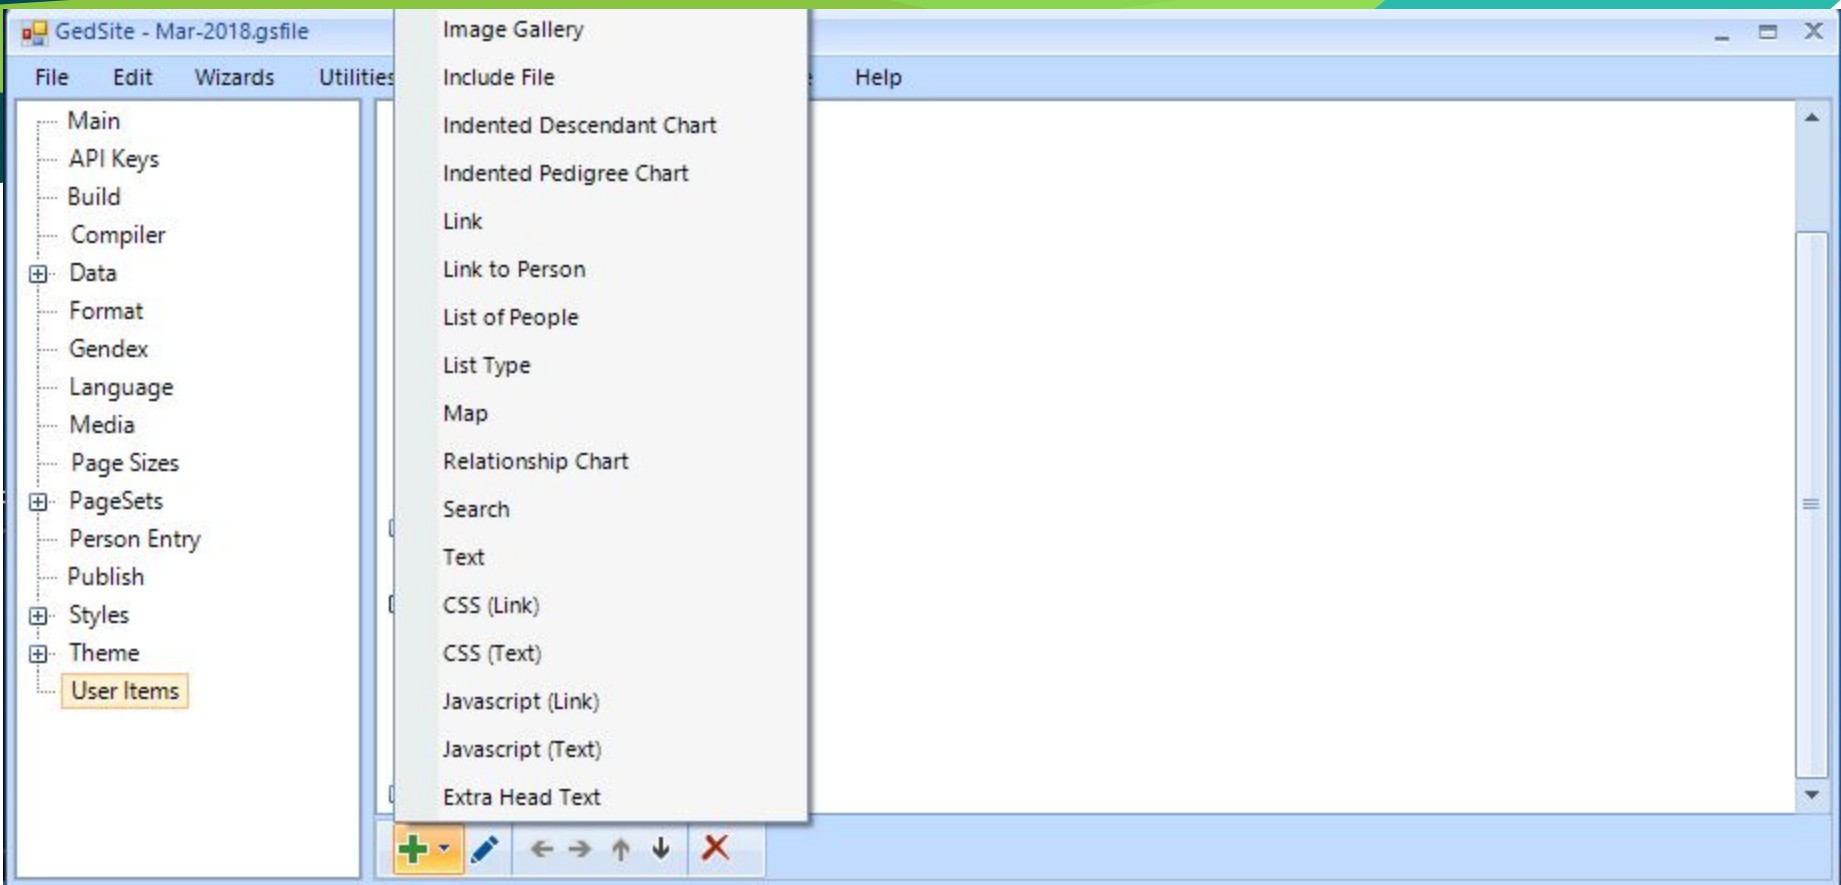 GedSite - Mar-2018.gsfile
File Edit Wizards Utilities Help
Main
API Keys
Build
Compiler
Data
Format
Gendex
Language
Media
Page Sizes
PageSets
Person Entry
Publish
Styles
Theme
User Items
Image Gallery
Include File
Indented Descendant Chart
Indented Pedigree Chart
Link
Link to Person
List of People
List Type
Map
Relationship Chart
Search
Text
CSS (Link)
CSS (Text)
Javascript (Link)
Javascript (Text)
Extra Head Text